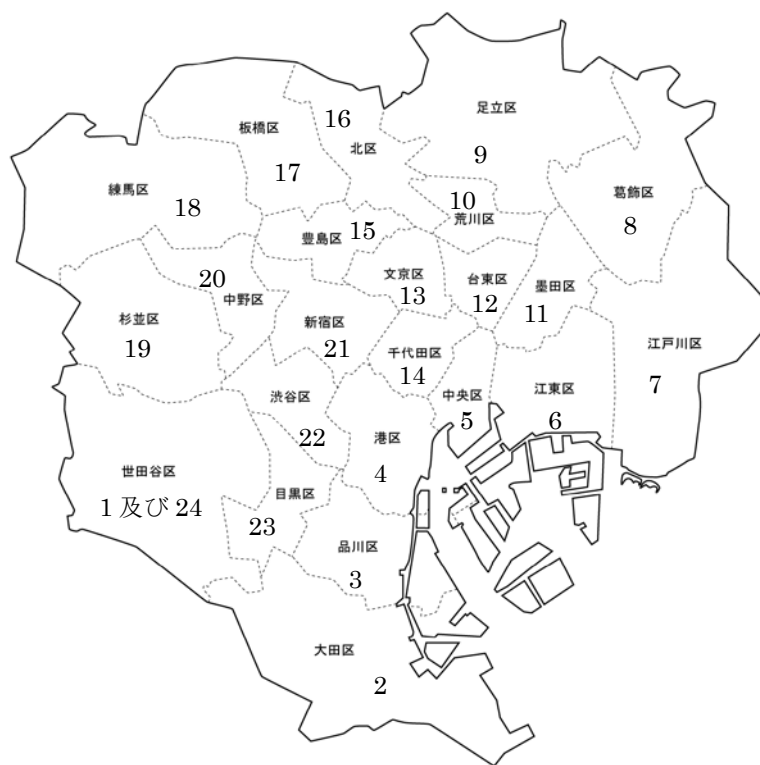 足立区
9
板橋区
17
16
北区
葛飾区
8
練馬区
18
10
荒川区
豊島区
15
文京区
13
台東区
12
墨田区
11
20
中野区
杉並区
19
新宿区
21
江戸川区
7
千代田区
14
中央区
5
江東区
6
渋谷区
22
港区
4
世田谷区
1 及び 24
目黒区
23
品川区
3
大田区
2